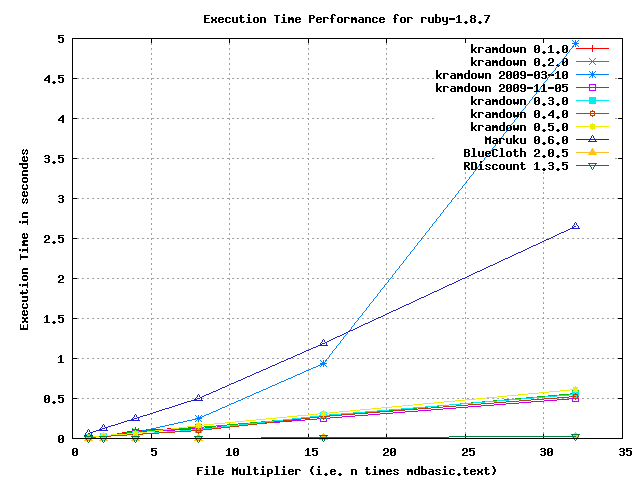 Execution Time Performance for ruby-1.8.7
kramdown 0.1.0
kramdown 0.2.0
kramdown 2009-03-10
kramdown 2009-11-05
kramdown 0.3.0
kramdown 0.4.0
kramdown 0.5.0
Maruku 0.6.0
BlueCloth 2.0.5
RDiscount 1.3.5
5
4.5
4
3.5
3
2.5
2
1.5
1
0.5
0
Execution Time in secondes
0 5 10 15 20 25 30 35
File Multiplier (i.e. n times mdbasic.text)